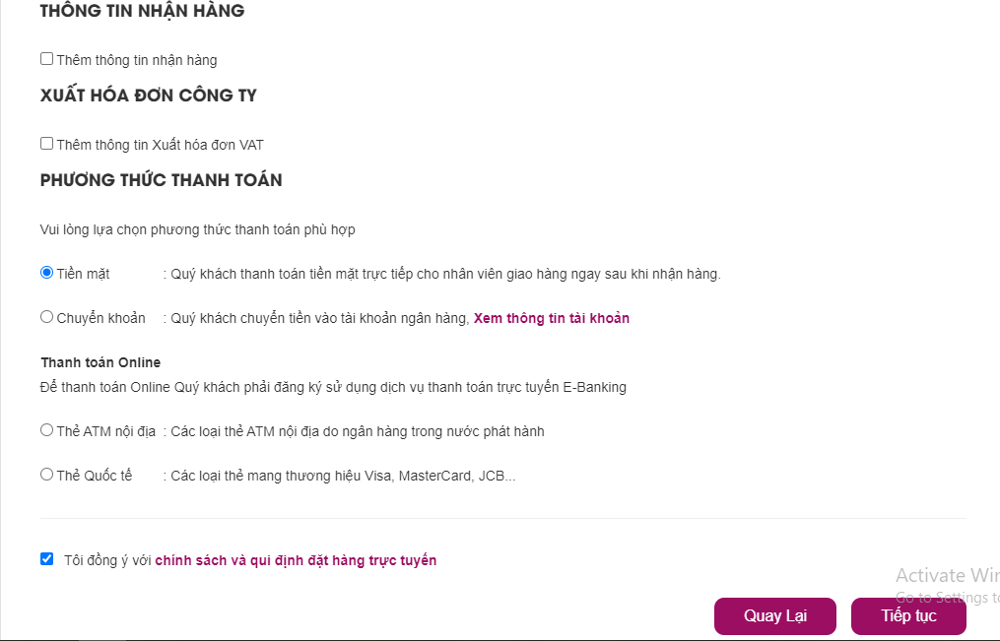 THÔNG TIN NHẬN HÀNG
Thêm thông tin nhận hàng
XUẤT HÓA ĐƠN CÔNG TY
Thêm thông tin Xuất hóa đơn VAT
PHƯƠNG THỨC THANH TOÁN
Vui lòng lựa chọn phương thức thanh toán phù hợp
Tiền mặt : Quý khách thanh toán tiền mặt trực tiếp cho nhân viên giao hàng ngay sau khi nhận hàng.
Chuyển khoản : Quý khách chuyển tiền vào tài khoản ngân hàng, Xem thông tin tài khoản
Thanh toán Online
Để thanh toán Online Quý khách phải đăng ký sử dụng dịch vụ thanh toán trực tuyến E-Banking
Thẻ ATM nội địa : Các loại thẻ ATM nội địa do ngân hàng trong nước phát hành
Thẻ Quốc tế : Các loại thẻ mang thương hiệu Visa, MasterCard, JCB...
Tôi đồng ý với chính sách và qui định đặt hàng trực tuyến
Activate Win
Go to Settings to
Quay Lại Tiếp tục